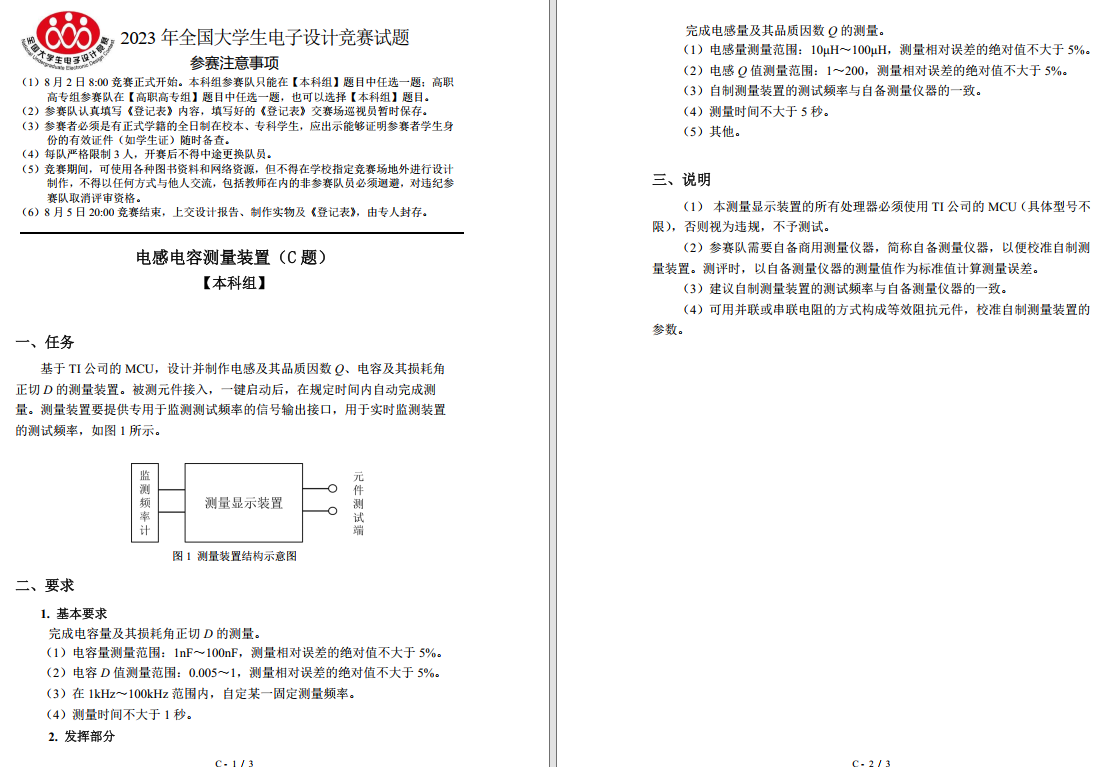 2023 年全国大学生电子设计竞赛试题
参赛注意事项
全国大学生电子设计竞赛
National Undergraduate Electronic Design Contest
（1）8 月 2 日 8:00 竞赛正式开始。本科组参赛队只能在【本科组】题目中任选一题；高职
高专组参赛队在【高职高专组】题目中任选一题，也可以选择【本科组】题目。
（2）参赛队认真填写《登记表》内容，填写好的《登记表》交赛场巡视员暂时保存。
（3）参赛者必须是有正式学籍的全日制在校本、专科学生，应出示能够证明参赛者学生身
份的有效证件（如学生证）随时备查。
（4）每队严格限制 3 人，开赛后不得中途更换队员。
（5）竞赛期间，可使用各种图书资料和网络资源，但不得在学校指定竞赛场地外进行设计
制作，不得以任何方式与他人交流，包括教师在内的非参赛队员必须迴避，对违纪参
赛队取消评审资格。
（6）8 月 5 日 20:00 竞赛结束，上交设计报告、制作实物及《登记表》，由专人封存。
电感电容测量装置（C 题）
【本科组】
一、任务
基于 TI 公司的 MCU，设计并制作电感及其品质因数 Q、电容及其损耗角
正切 D 的测量装置。被测元件接入，一键启动后，在规定时间内自动完成测
量。测量装置要提供专用于监测测试频率的信号输出接口，用于实时监测装置
的测试频率，如图 1 所示。
监测频率计
测量显示装置
元件测试端
图 1 测量装置结构示意图
二、要求
1. 基本要求
完成电容量及其损耗角正切 D 的测量。
（1）电容量测量范围：1nF～100nF，测量相对误差的绝对值不大于 5%。
（2）电容 D 值测量范围：0.005～1，测量相对误差的绝对值不大于 5%。
（3）在 1kHz～100kHz 范围内，自定某一固定测量频率。
（4）测量时间不大于 1 秒。
2. 发挥部分
C - 1 / 3
完成电感量及其品质因数 Q 的测量。
（1）电感量测量范围：10μH～100μH，测量相对误差的绝对值不大于 5%。
（2）电感 Q 值测量范围：1～200，测量相对误差的绝对值不大于 5%。
（3）自制测量装置的测试频率与自备测量仪器的一致。
（4）测量时间不大于 5 秒。
（5）其他。
三、说明
（1） 本测量显示装置的所有处理器必须使用 TI 公司的 MCU（具体型号不
限），否则视为违规，不予测试。
（2）参赛队需要自备商用测量仪器，简称自备测量仪器，以便校准自制测
量装置。测评时，以自备测量仪器的测量值作为标准值计算测量误差。
（3）建议自制测量装置的测试频率与自备测量仪器的一致。
（4）可用并联或串联电阻的方式构成等效阻抗元件，校准自制测量装置的
参数。
C - 2 / 3